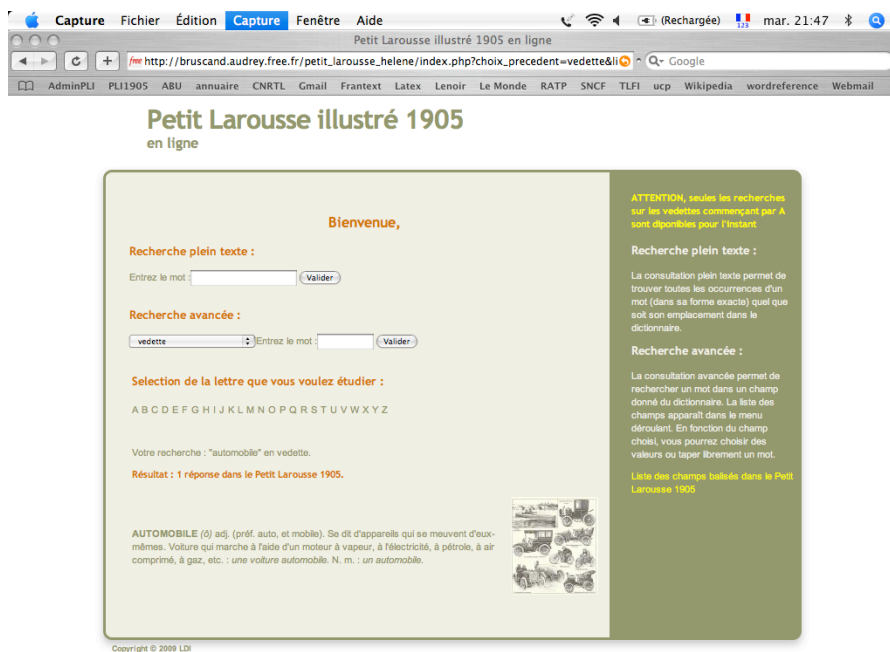 Capture Fichier Édition Capture Fenêtre Aide (Rechargée) 123 mar. 21:47
Petit Larousse illustré 1905 en ligne
free http://bruscand.audrey.free.fr/petit_larousse_helene/index.php?choix_precedent=vedette&li Google
AdminPLI PLI1905 ABU annuaire CNRTL Gmail Frantext Latex Lenoir Le Monde RATP SNCF TLFI ucp Wikipedia wordreference Webmail
Petit Larousse illustré 1905
en ligne
Bienvenue,
Recherche plein texte :
Entrez le mot : Valider
Recherche avancée :
vedette Entrez le mot : Valider
Selection de la lettre que vous voulez étudier :
A B C D E F G H I J K L M N O P Q R S T U V W X Y Z
Votre recherche : "automobile" en vedette.
Résultat : 1 réponse dans le Petit Larousse 1905.
AUTOMOBILE (ô) adj. (préf. auto, et mobile). Se dit d'appareils qui se meuvent d'eux-
mêmes. Voiture qui marche à l'aide d'un moteur à vapeur, à l'électricité, à pétrole, à air
comprimé, à gaz, etc. : une voiture automobile. N. m. : un automobile.
ATTENTION, seules les recherches
sur les vedettes commençant par A
sont diponibles pour l'instant
Recherche plein texte :
La consultation plein texte permet de
trouver toutes les occurrences d'un
mot (dans sa forme exacte) quel que
soit son emplacement dans le
dictionnaire.
Recherche avancée :
La consultation avancée permet de
rechercher un mot dans un champ
donné du dictionnaire. La liste des
champs apparaît dans le menu
déroulant. En fonction du champ
choisi, vous pourrez choisir des
valeurs ou taper librement un mot.
Liste des champs balisés dans le Petit
Larousse 1905
Copyright © 2009 LDI